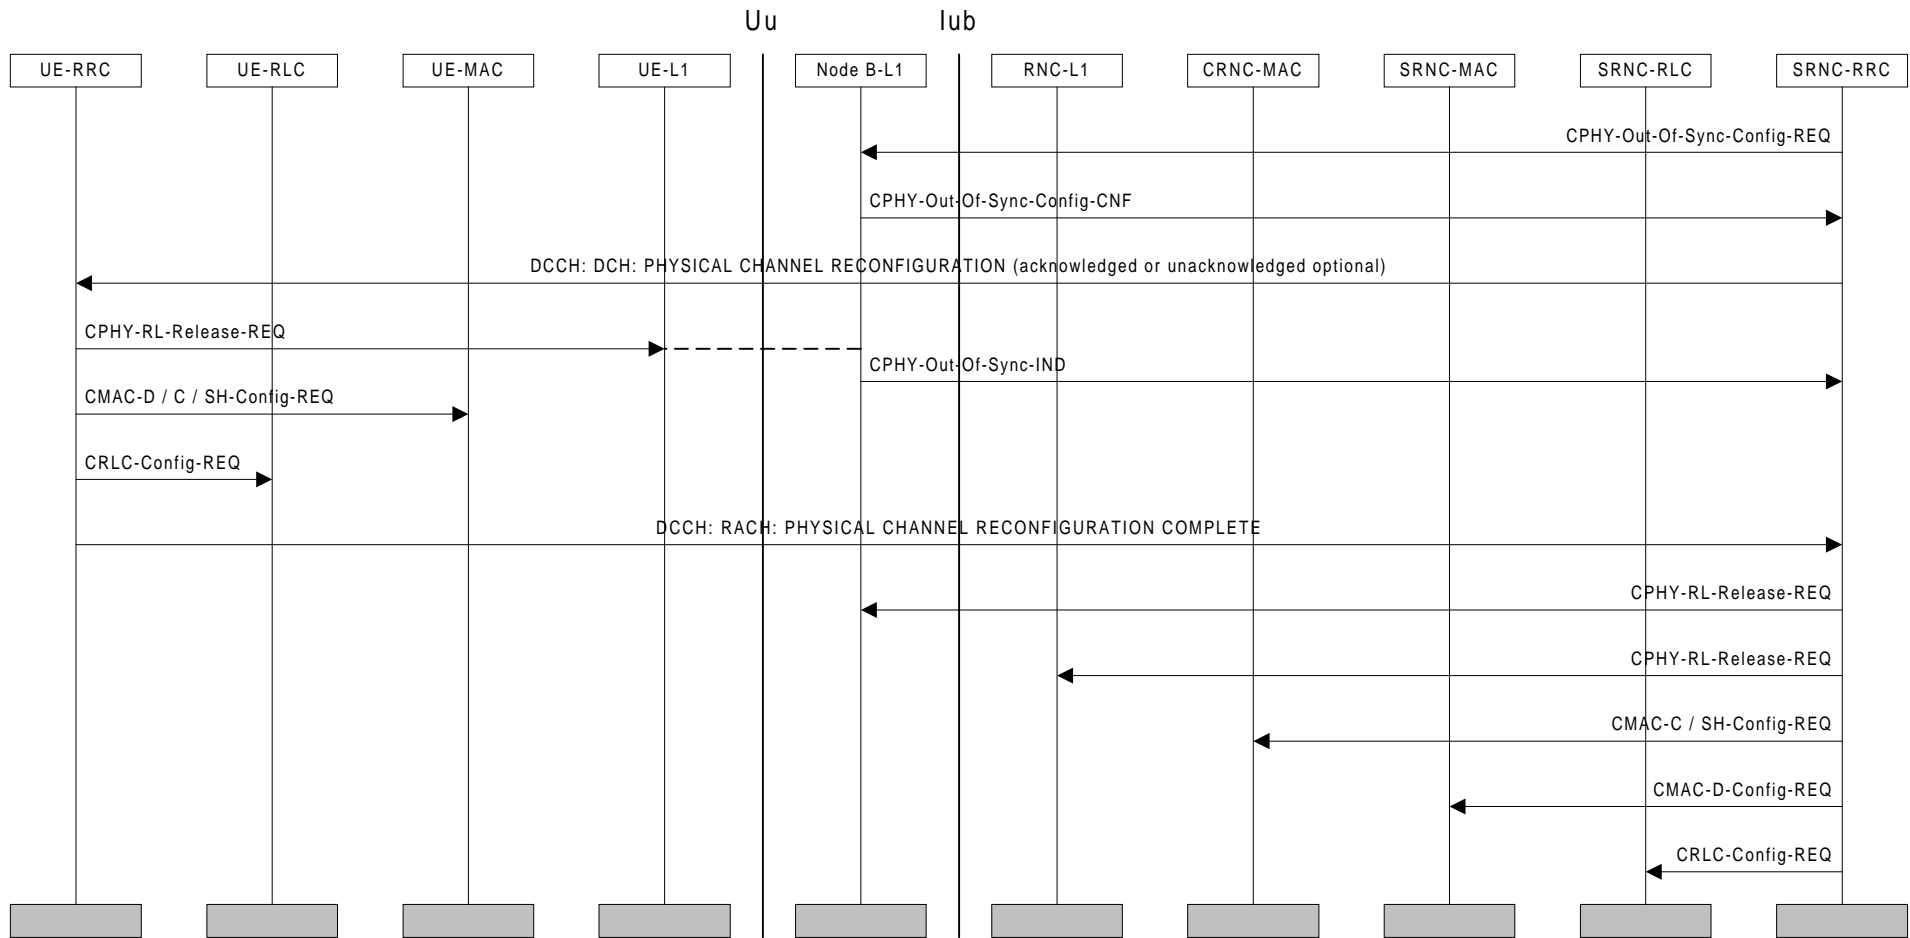 Uu Iub
UE-RRC UE-RLC UE-MAC UE-L1 Node B-L1 RNC-L1 CRNC-MAC SRNC-MAC SRNC-RLC SRNC-RRC
CPHY-Out-Of-Sync-Config-REQ
CPHY-Out-Of-Sync-Config-CNF
DCCH: DCH: PHYSICAL CHANNEL RECONFIGURATION (acknowledged or unacknowledged optional)
CPHY-RL-Release-REQ
CPHY-Out-Of-Sync-IND
CMAC-D / C / SH-Config-REQ
CRLC-Config-REQ
DCCH: RACH: PHYSICAL CHANNEL RECONFIGURATION COMPLETE
CPHY-RL-Release-REQ
CPHY-RL-Release-REQ
CMAC-C / SH-Config-REQ
CMAC-D-Config-REQ
CRLC-Config-REQ